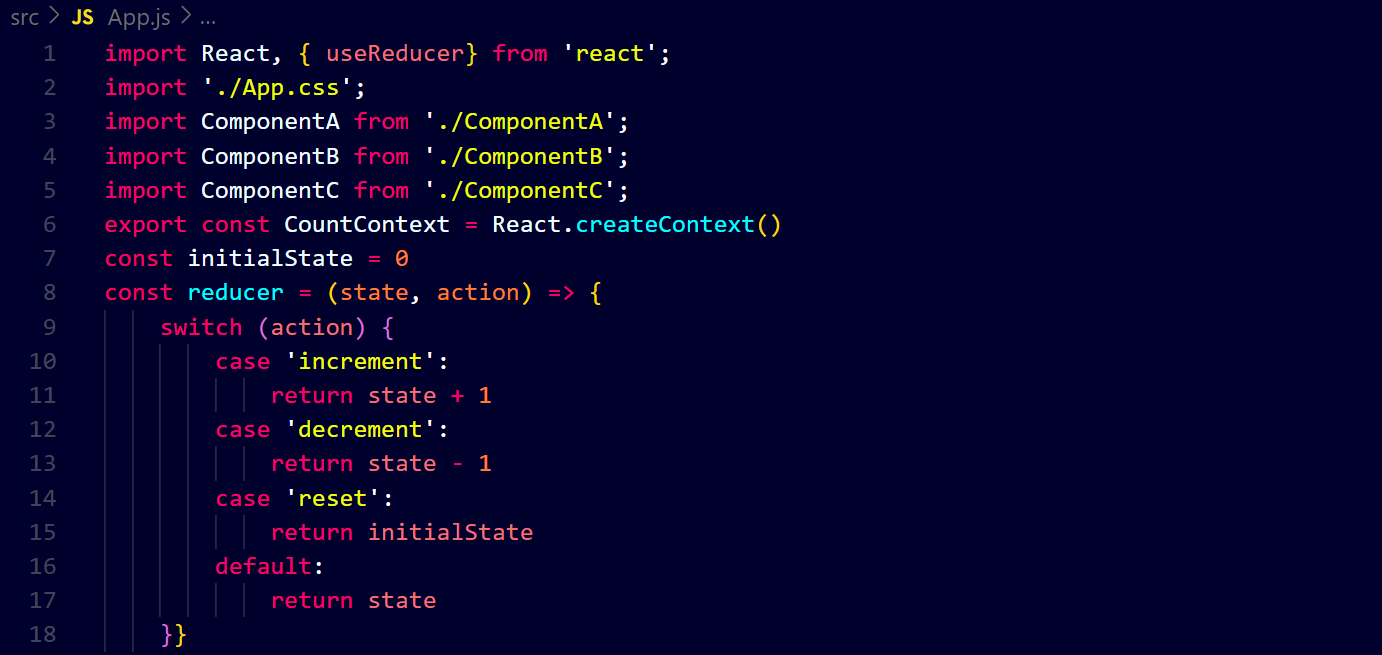 src > JS App.js > ...
1 import React, { useReducer} from 'react';
2 import './App.css';
3 import ComponentA from './ComponentA';
4 import ComponentB from './ComponentB';
5 import ComponentC from './ComponentC';
6 export const CountContext = React.createContext()
7 const initialState = 0
8 const reducer = (state, action) => {
9     switch (action) {
10         case 'increment':
11             return state + 1
12         case 'decrement':
13             return state - 1
14         case 'reset':
15             return initialState
16         default:
17             return state
18     }}